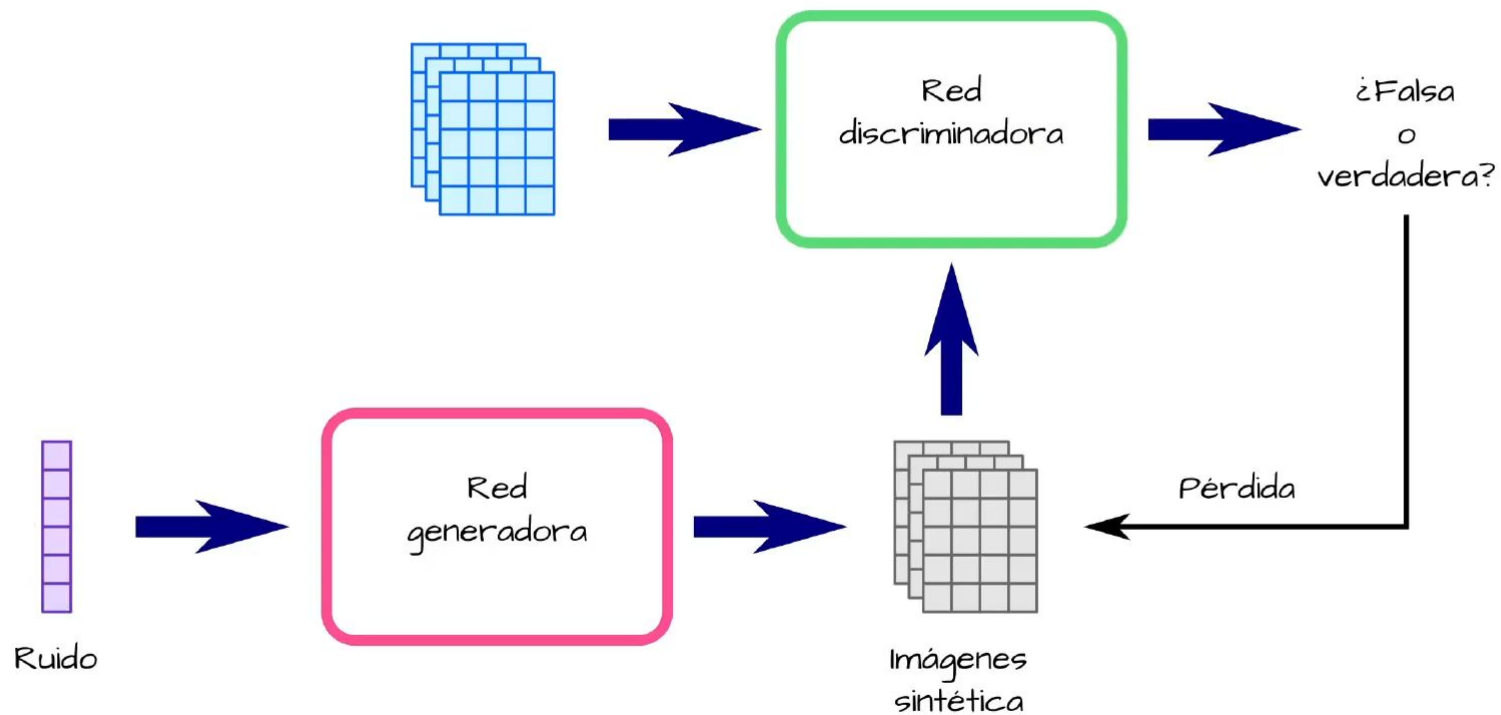 Red
discriminadora
¿Falsa
o
verdadera?
Red
generadora
Pérdida
Ruido
Imágenes
sintética